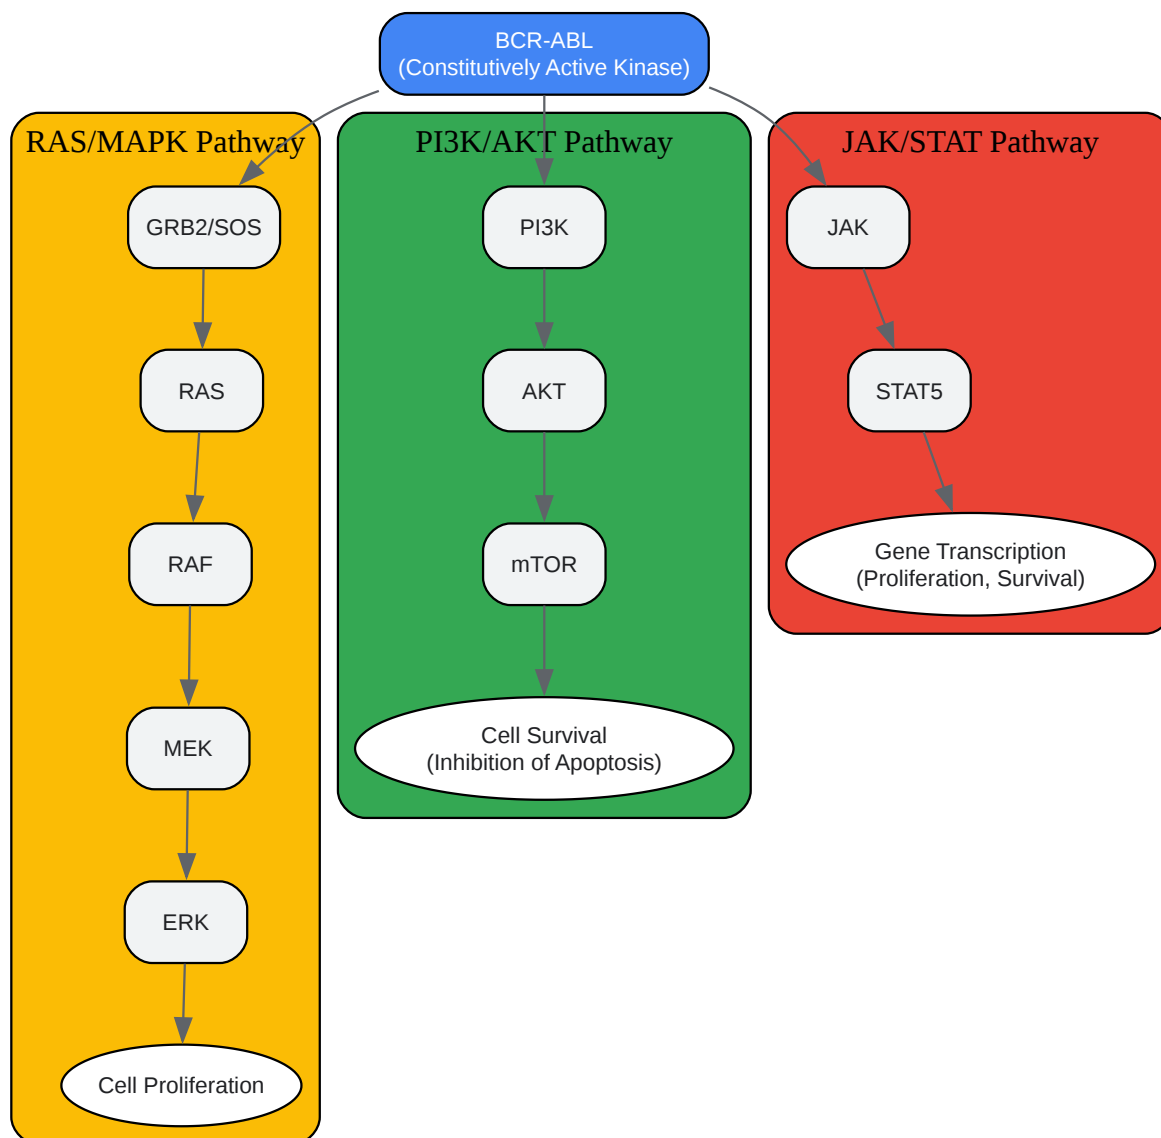 BCR-ABL
(Constitutively Active Kinase)
RAS/MAPK Pathway
GRB2/SOS
RAS
RAF
MEK
ERK
Cell Proliferation
PI3K/AKT Pathway
PI3K
AKT
mTOR
Cell Survival
(Inhibition of Apoptosis)
JAK/STAT Pathway
JAK
STAT5
Gene Transcription
(Proliferation, Survival)